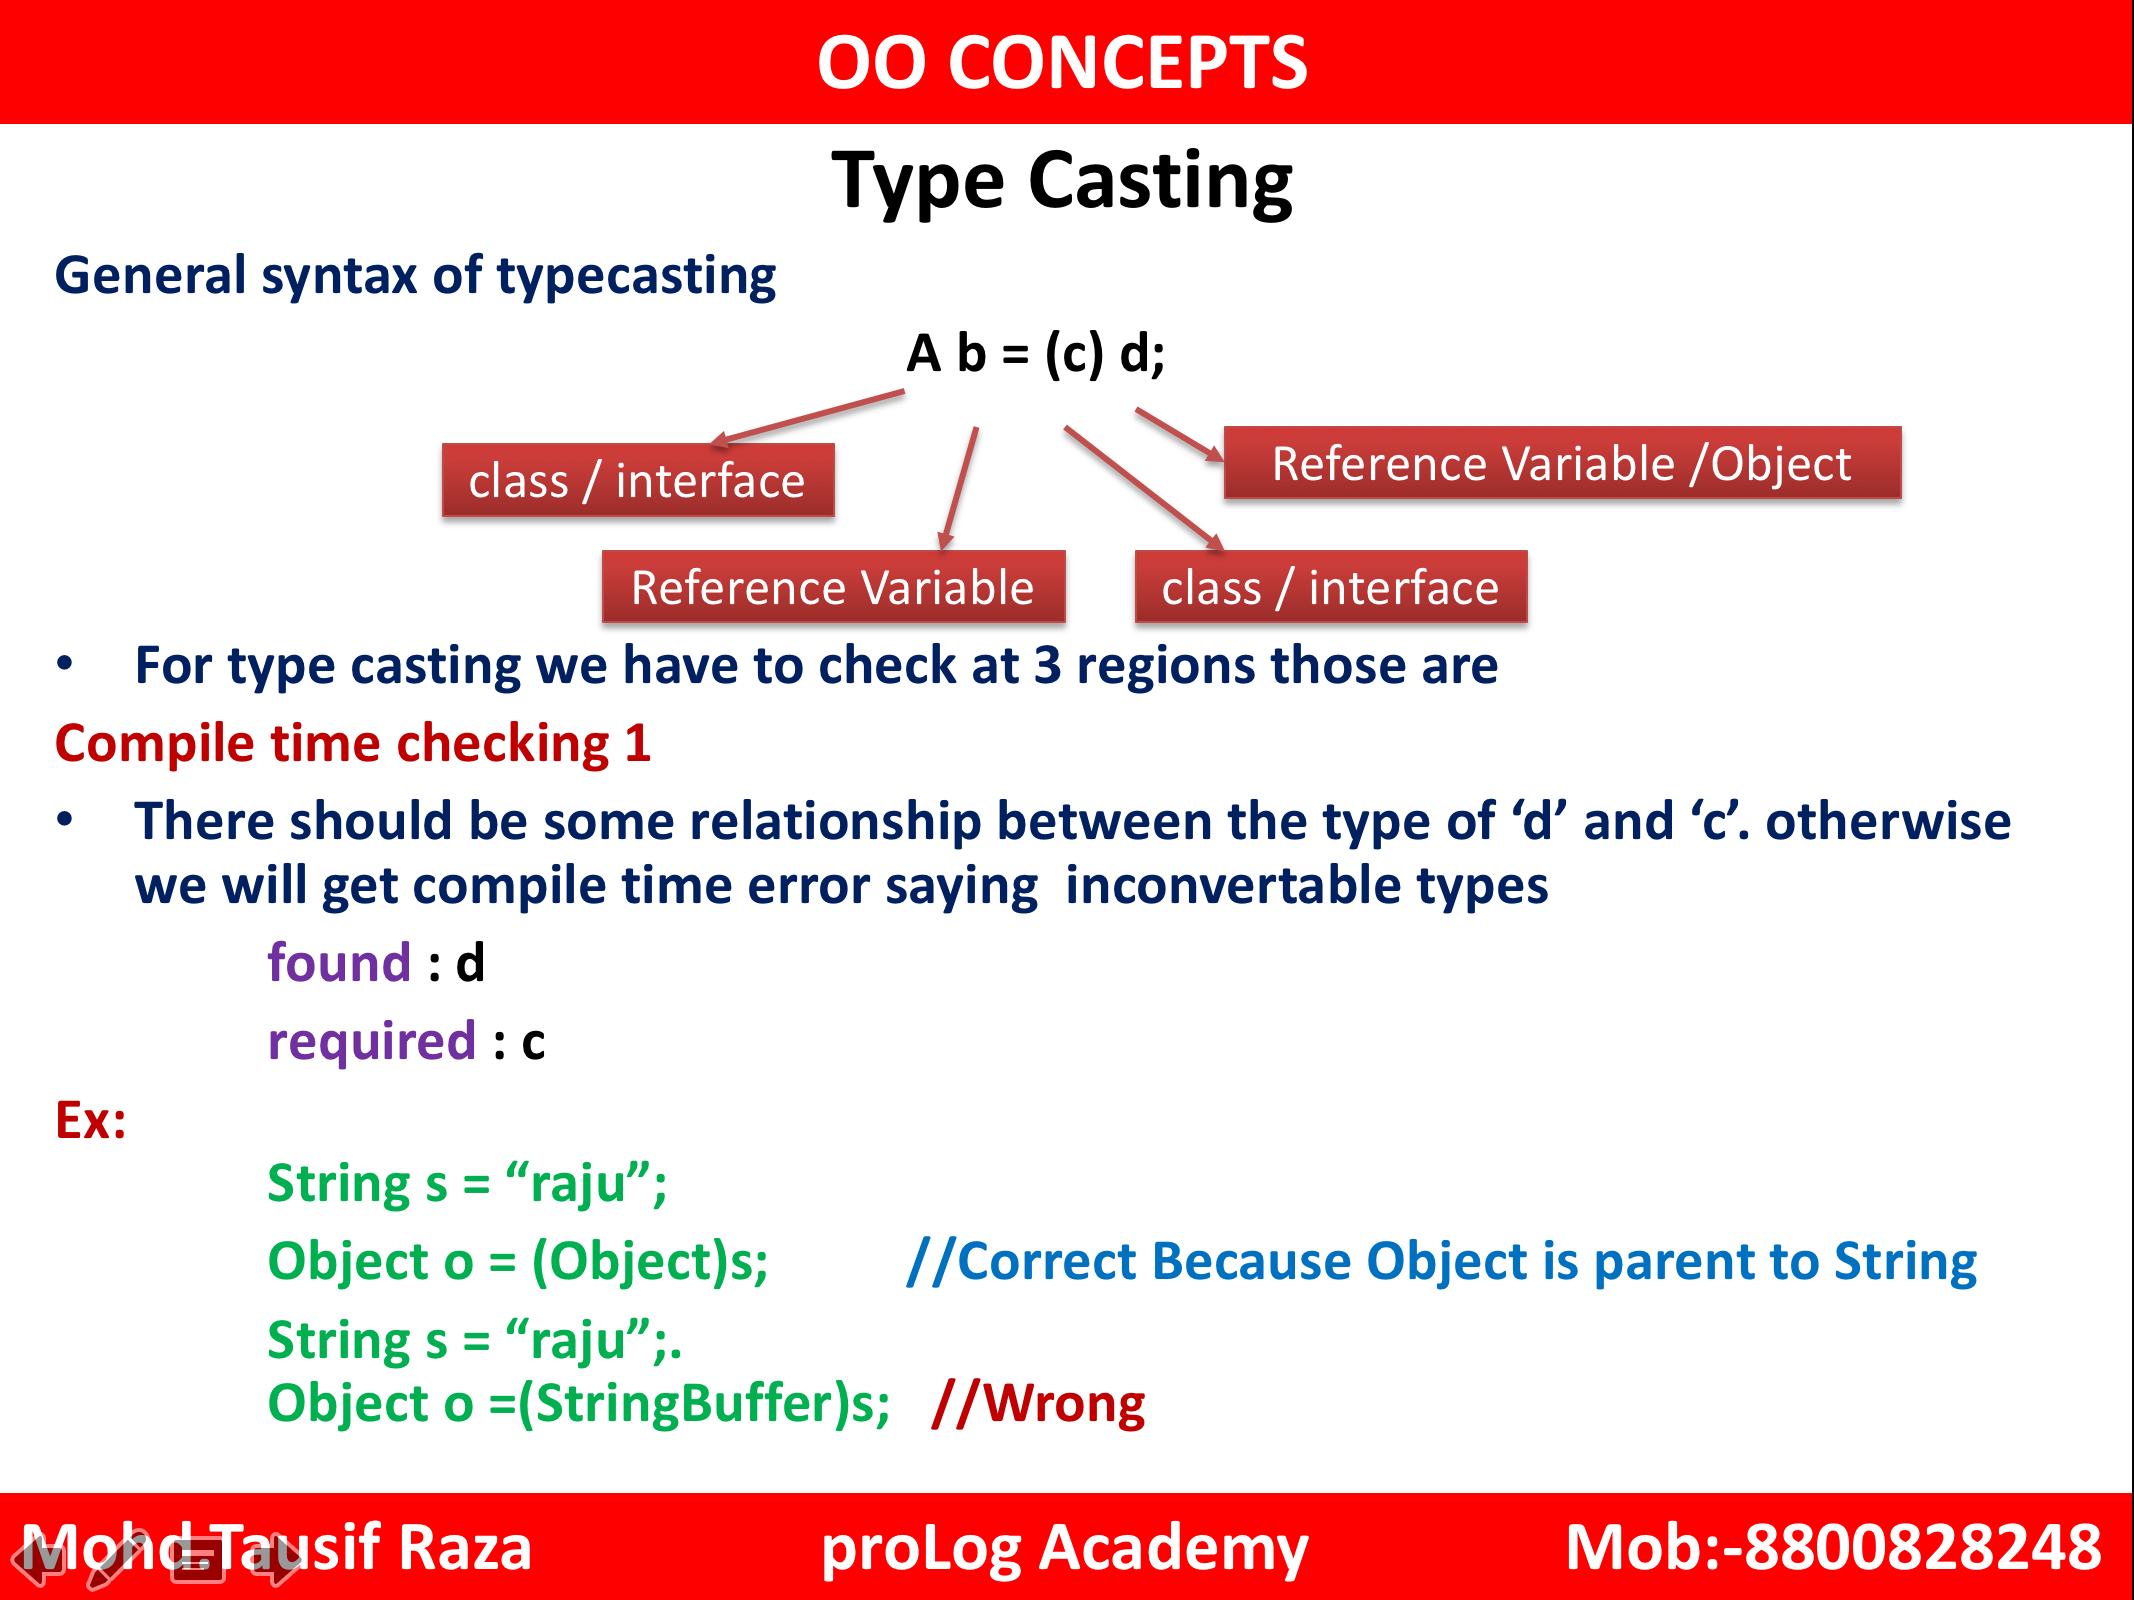 OO CONCEPTS
Type Casting
General syntax of typecasting
A b = (c) d;
class / interface
Reference Variable /Object
Reference Variable
class / interface
• For type casting we have to check at 3 regions those are
Compile time checking 1
• There should be some relationship between the type of ‘d’ and ‘c’. otherwise
we will get compile time error saying  inconvertable types
found : d
required : c
Ex:
String s = “raju”;
Object o = (Object)s; //Correct Because Object is parent to String
String s = “raju”;.
Object o =(StringBuffer)s; //Wrong
Mohd Tausif Raza proLog Academy Mob:-8800828248